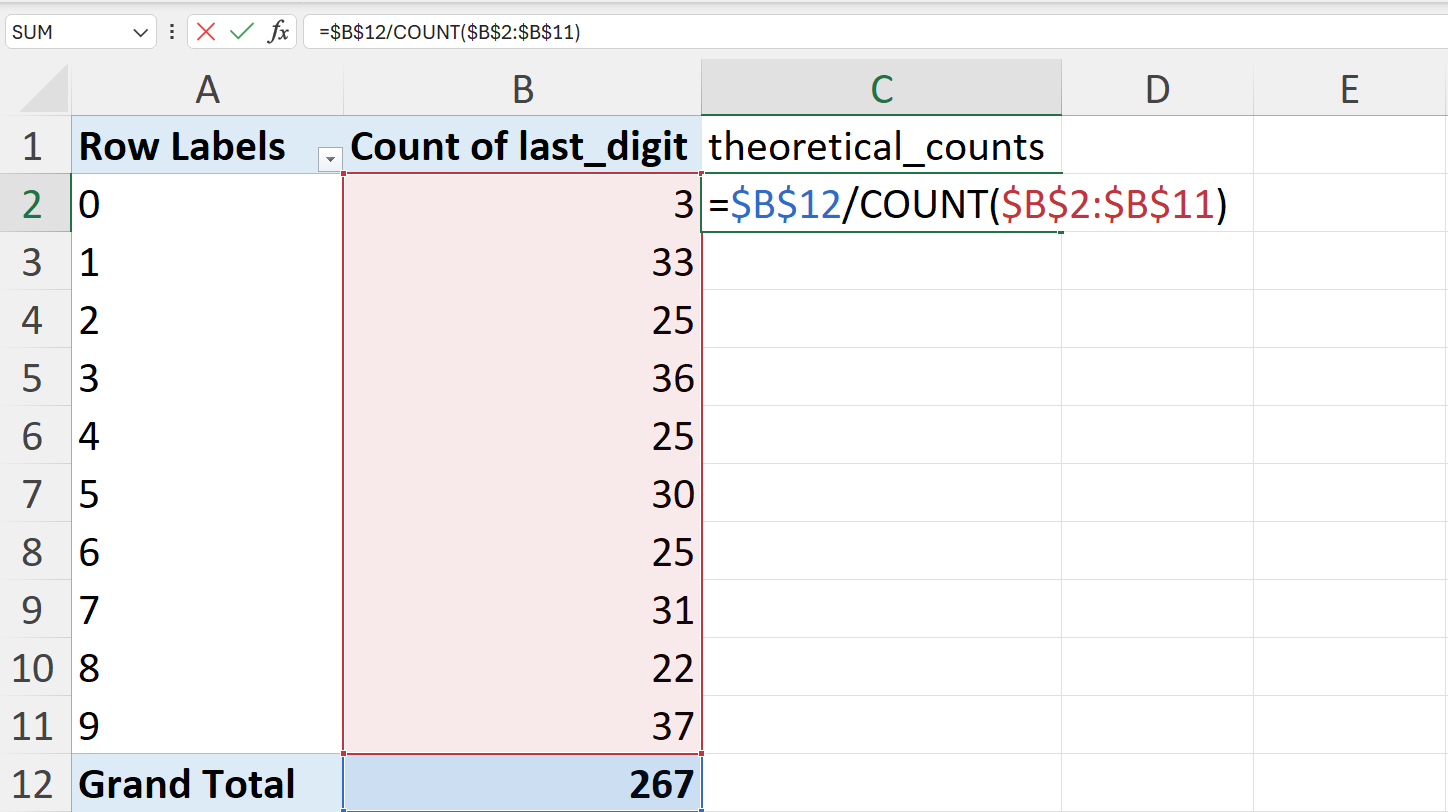 SUM fx =$B$12/COUNT($B$2:$B$11)
A B C D E
1 Row Labels Count of last_digit theoretical_counts
2 0 3 =$B$12/COUNT($B$2:$B$11)
3 1 33
4 2 25
5 3 36
6 4 25
7 5 30
8 6 25
9 7 31
10 8 22
11 9 37
12 Grand Total 267